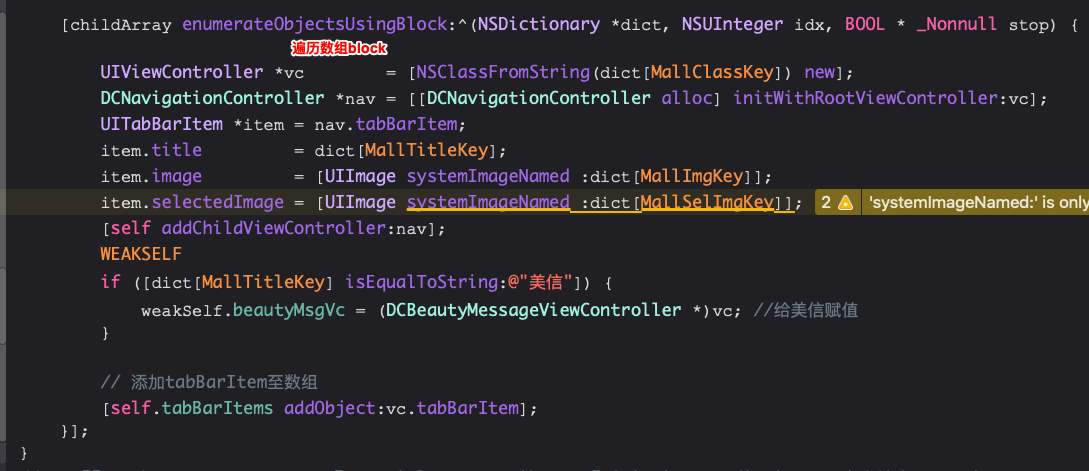 [childArray enumerateObjectsUsingBlock:^(NSDictionary *dict, NSUInteger idx, BOOL * _Nonnull stop) {
遍历数组block
UIViewController *vc        = [NSClassFromString(dict[MallClassKey]) new];
DCNavigationController *nav = [[DCNavigationController alloc] initWithRootViewController:vc];
UITabBarItem *item = nav.tabBarItem;
item.title         = dict[MallTitleKey];
item.image         = [UIImage systemImageNamed :dict[MallImgKey]];
item.selectedImage = [UIImage systemImageNamed :dict[MallSelImgKey]]; 2 'systemImageNamed:' is only
[self addChildViewController:nav];
WEAKSELF
if ([dict[MallTitleKey] isEqualToString:@"美信"]) {
weakSelf.beautyMsgVc = (DCBeautyMessageViewController *)vc; //给美信赋值
}
// 添加tabBarItem至数组
[self.tabBarItems addObject:vc.tabBarItem];
}];
}